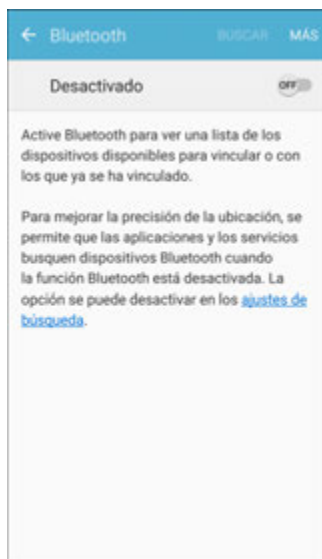 Bluetooth BUSCAR MÁS
Desactivado OFF
Active Bluetooth para ver una lista de los
dispositivos disponibles para vincular o con
los que ya se ha vinculado.
Para mejorar la precisión de la ubicación, se
permite que las aplicaciones y los servicios
busquen dispositivos Bluetooth cuando
la función Bluetooth está desactivada. La
opción se puede desactivar en los ajustes de
búsqueda.